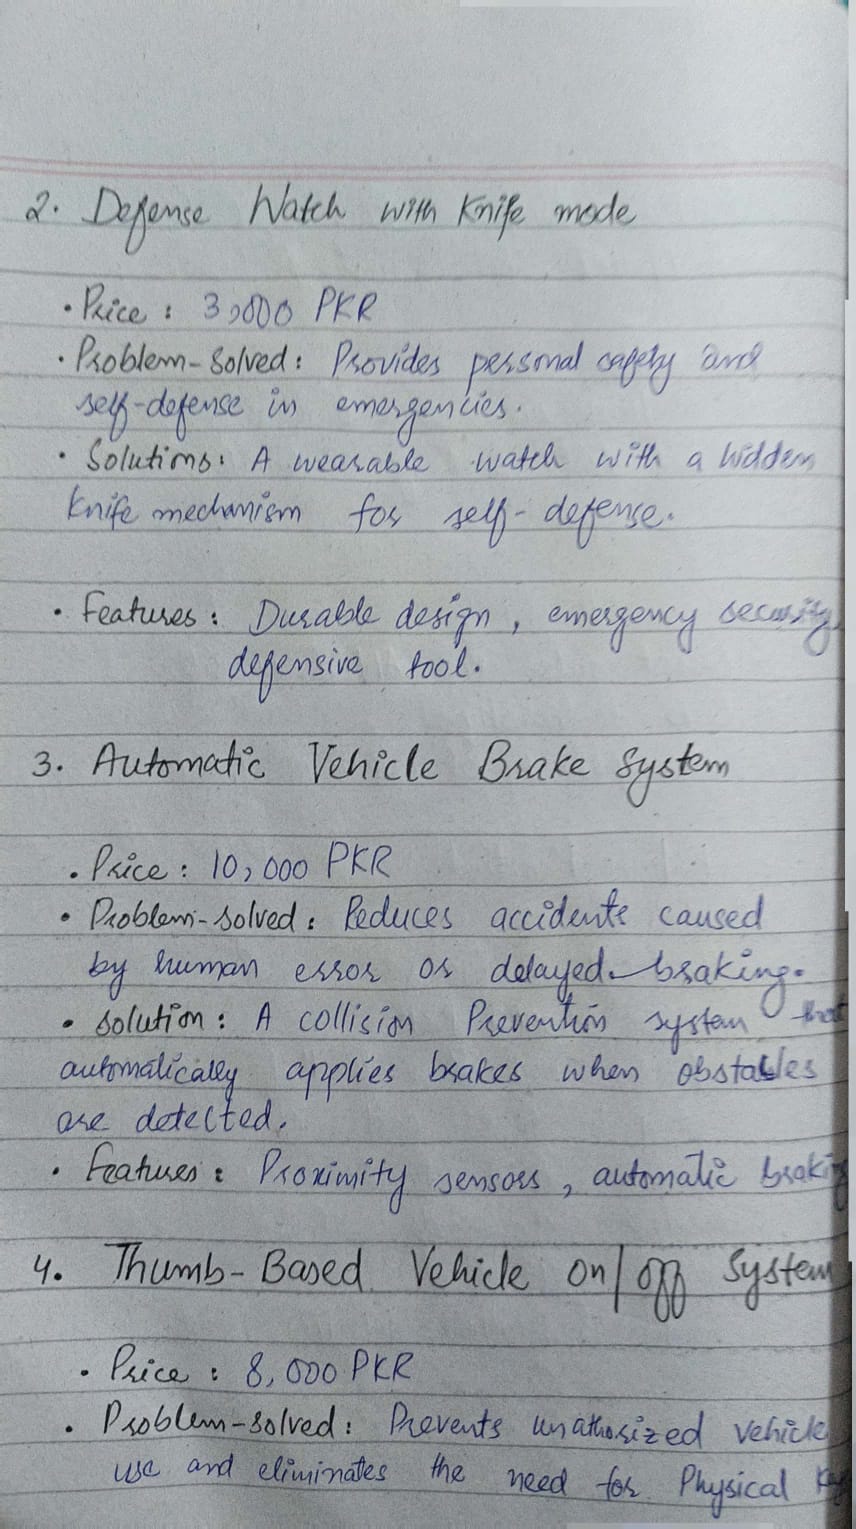 2. Defense Watch with Knife mode
• Price : 3,000 PKR
• Problem-Solved : Provides personal safety and
self-defense in emergencies.
• Solutions: A wearable watch with a hidden
Knife mechanism for self-defense.
• Features : Durable design, emergency security,
defensive tool.
3. Automatic Vehicle Brake System
• Price : 10,000 PKR
• Problem-solved : Reduces accidents caused
by human error or delayed braking.
• Solution : A collision Prevention system that
automatically applies brakes when obstacles
are detected.
• Features : Proximity sensors, automatic
4. Thumb-Based Vehicle on/off System
• Price : 8,000 PKR
• Problem-solved : Prevents unathorized vehicle
use and eliminates the need for Physical